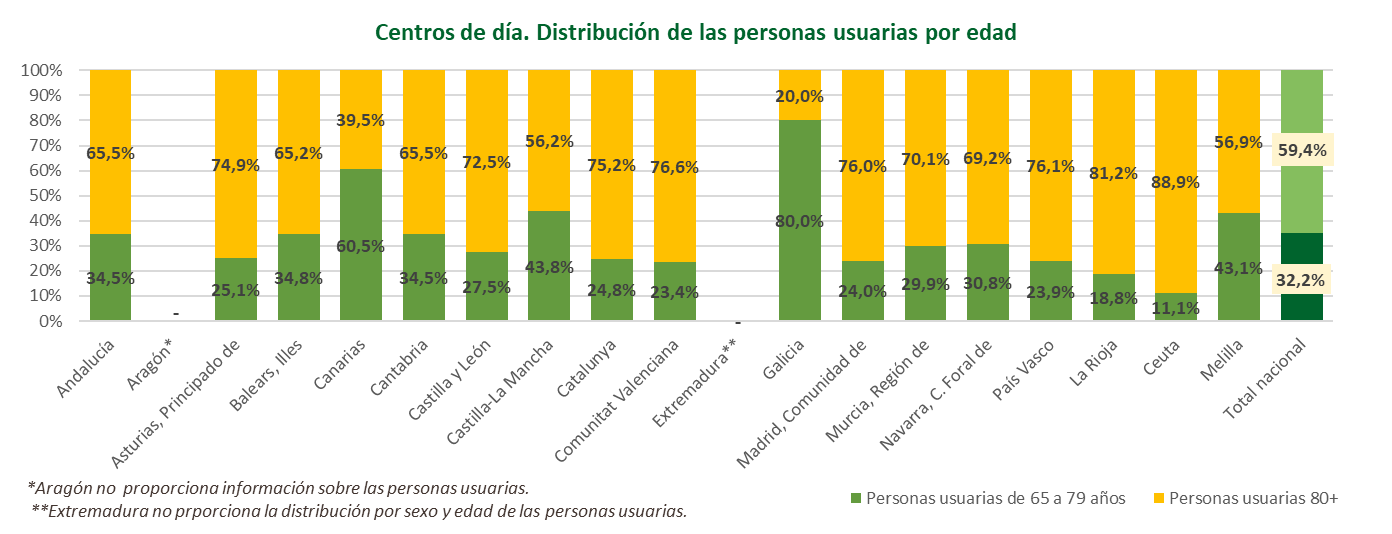 Centros de día. Distribución de las personas usuarias por edad
100%
90%
80%
70%
60%
50%
40%
30%
20%
10%
0%
65,5% 74,9% 65,2% 39,5% 65,5% 72,5% 56,2% 75,2% 76,6% 20,0% 76,0% 70,1% 69,2% 76,1% 81,2% 88,9% 56,9% 59,4%
34,5% - 25,1% 34,8% 60,5% 34,5% 27,5% 43,8% 24,8% 23,4% - 80,0% 24,0% 29,9% 30,8% 23,9% 18,8% 11,1% 43,1% 32,2%
Andalucía
Aragón*
Asturias, Principado de
Balears, Illes
Canarias
Cantabria
Castilla y León
Castilla-La Mancha
Catalunya
Comunitat Valenciana
Extremadura**
Galicia
Madrid, Comunidad de
Murcia, Región de
Navarra, C. Foral de
País Vasco
La Rioja
Ceuta
Melilla
Total nacional
*Aragón no proporciona información sobre las personas usuarias.
**Extremadura no prporciona la distribución por sexo y edad de las personas usuarias.
Personas usuarias de 65 a 79 años
Personas usuarias 80+